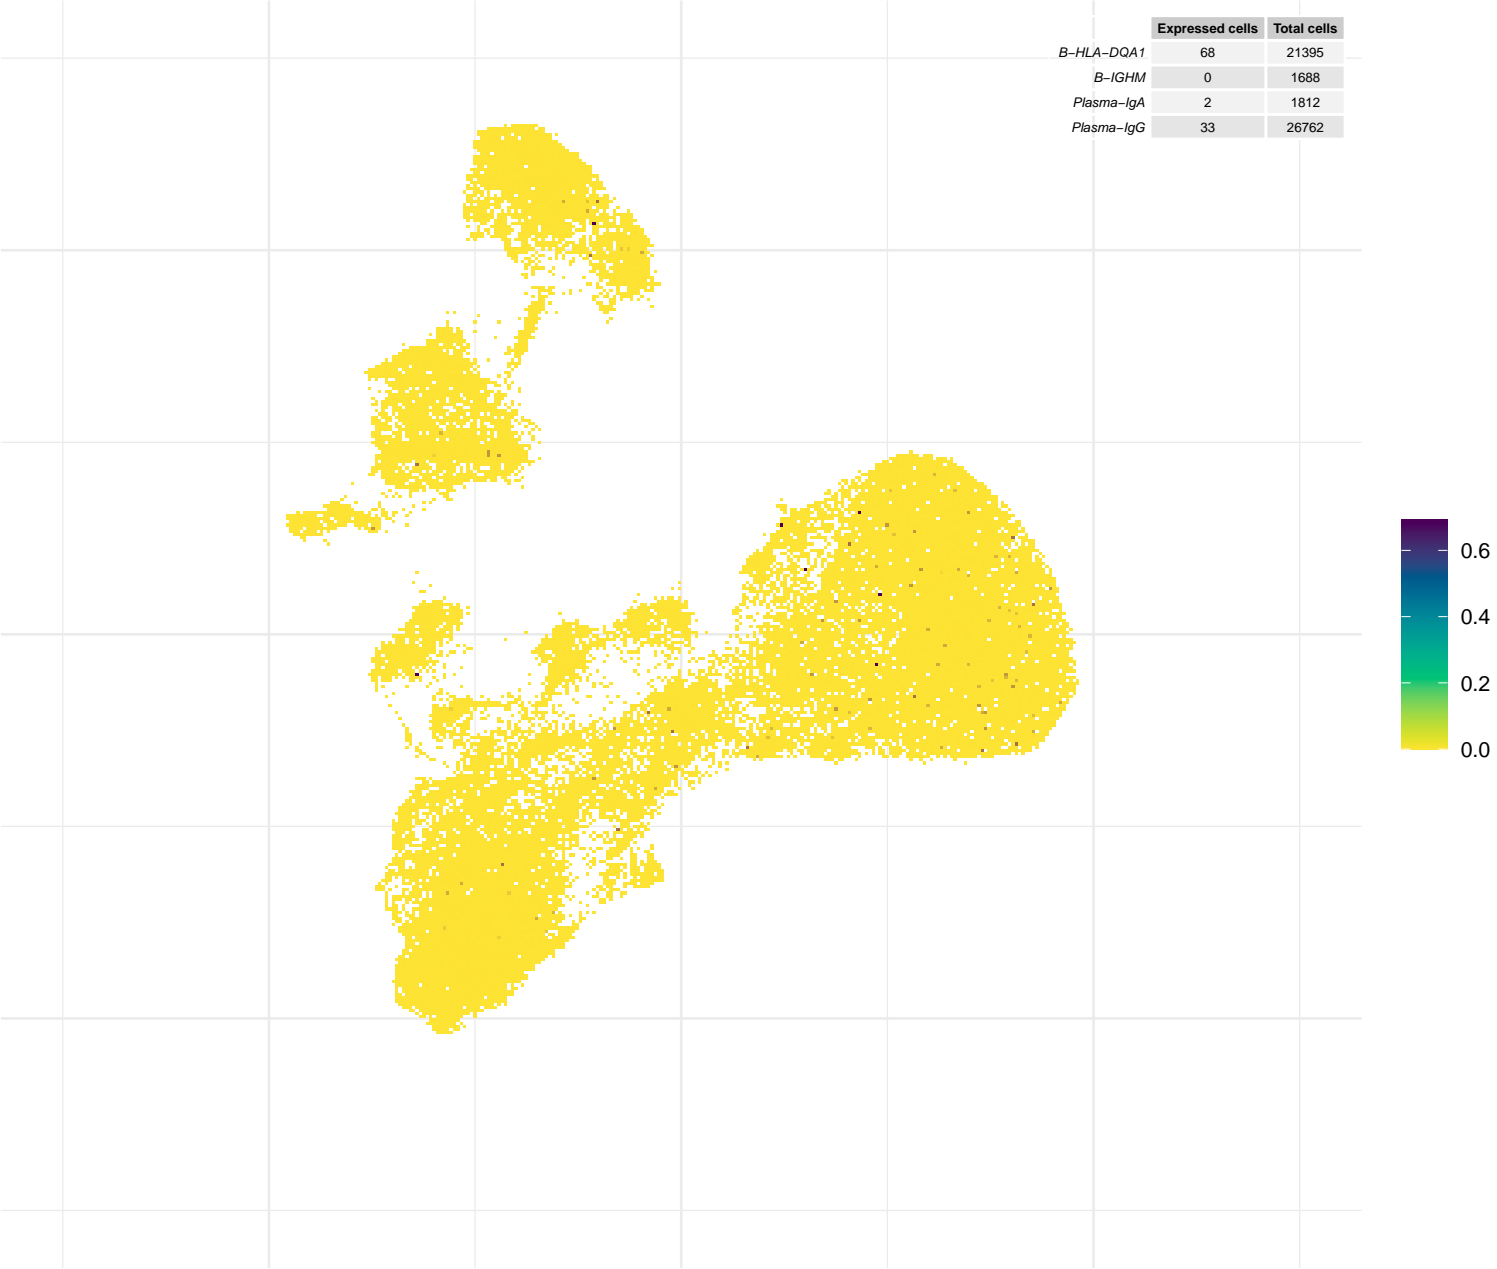 Expressed cells Total cells
B−HLA−DQA1 68 21395
B−IGHM 0 1688
Plasma−IgA 2 1812
Plasma−IgG 33 26762
0.6
0.4
0.2
0.0